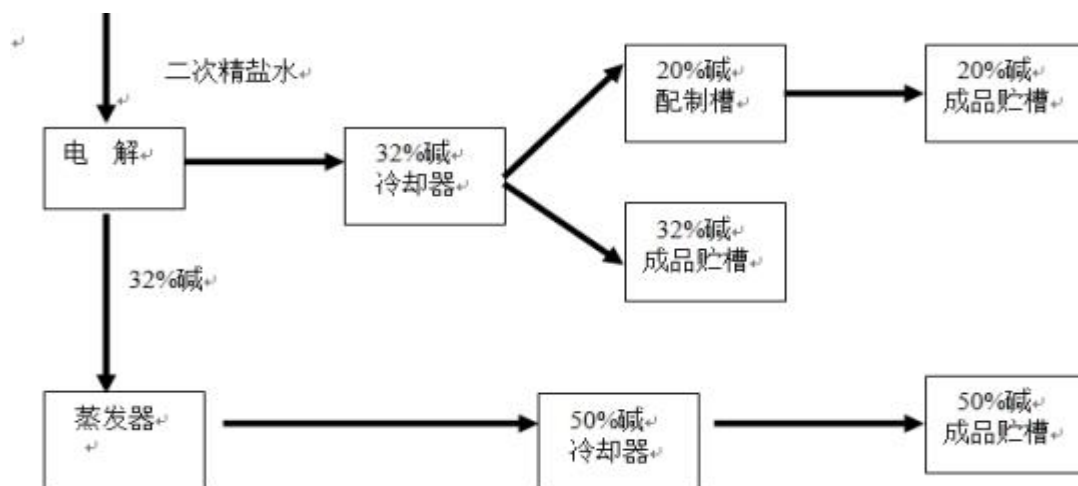 二次精盐水
电 解
32%碱
冷却器
20%碱
配制槽
20%碱
成品贮槽
32%碱
成品贮槽
32%碱
蒸发器
50%碱
冷却器
50%碱
成品贮槽